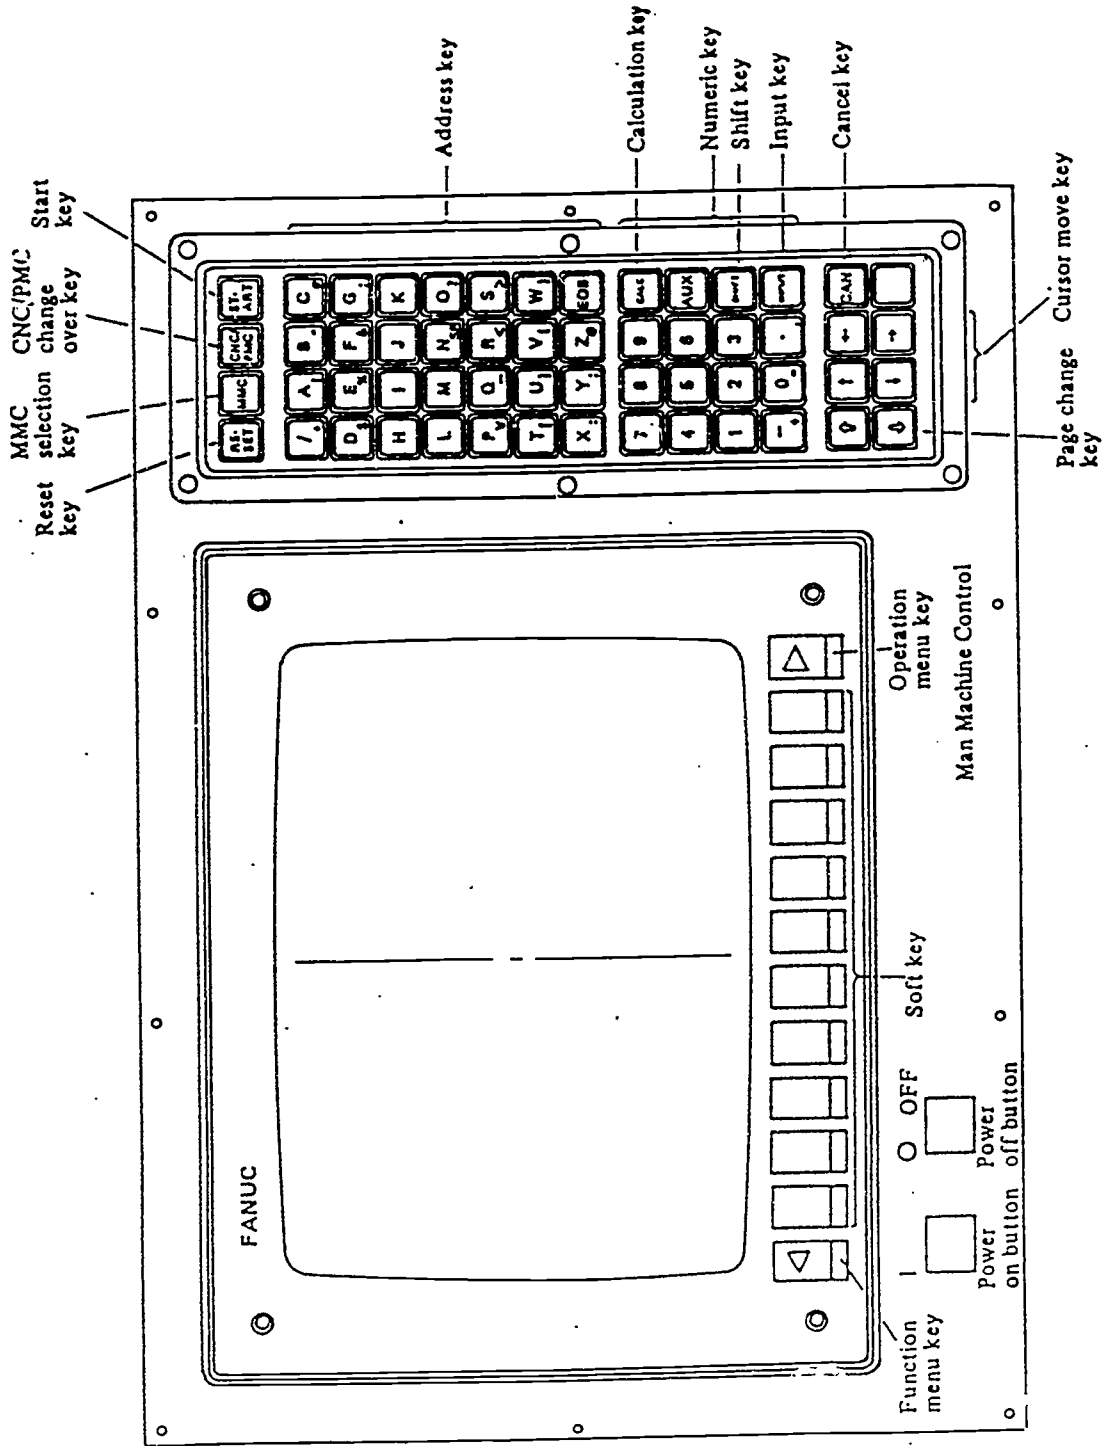 Reset
key
MMC
selection
key
CNC/PMC
change
over key
Start
key
FANUC
RE-
SET
MMC
CNC/
PMC
ST-
ART
/ A B C
D E F G
H I J K
L M N O
P Q R S
T U V W
X Y Z EOB
7 8 9 CALC
4 5 6 AUX
1 2 3 SHIFT
- 0 . INPUT
⇧ ↑ ← CAN
⇩ ↓ →
Address key
Calculation key
Numeric key
Shift key
Input key
Cancel key
Page change
key
Cursor move key
Function
menu key
Soft key
Operation
menu key
I
O OFF
Power
on button
Power
off button
Man Machine Control